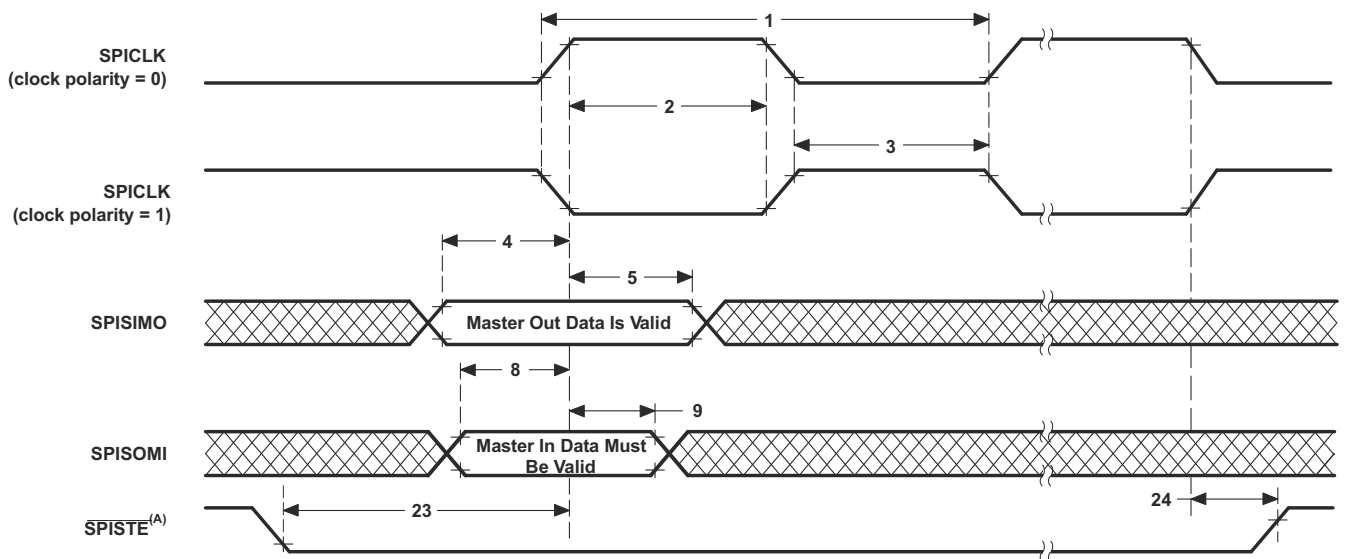 1
SPICLK
(clock polarity = 0)
2
3
SPICLK
(clock polarity = 1)
4
5
SPISIMO
Master Out Data Is Valid
8
9
SPISOMI
Master In Data Must
Be Valid
24
23
SPISTE(A)